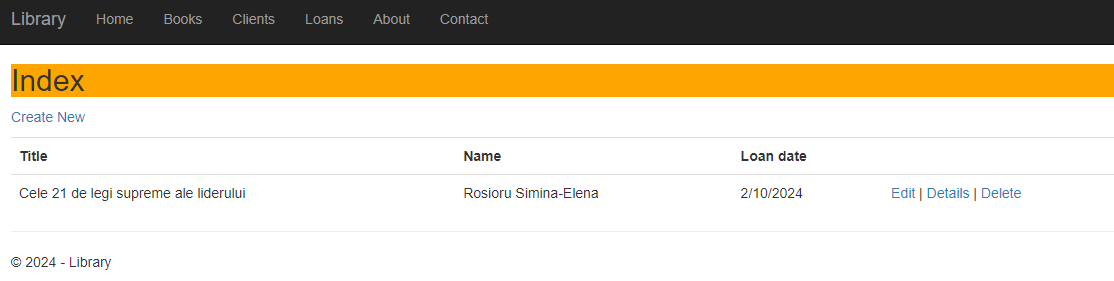 Library Home Books Clients Loans About Contact
Index
Create New
Title Name Loan date
Cele 21 de legi supreme ale liderului Rosioru Simina-Elena 2/10/2024 Edit | Details | Delete
© 2024 - Library